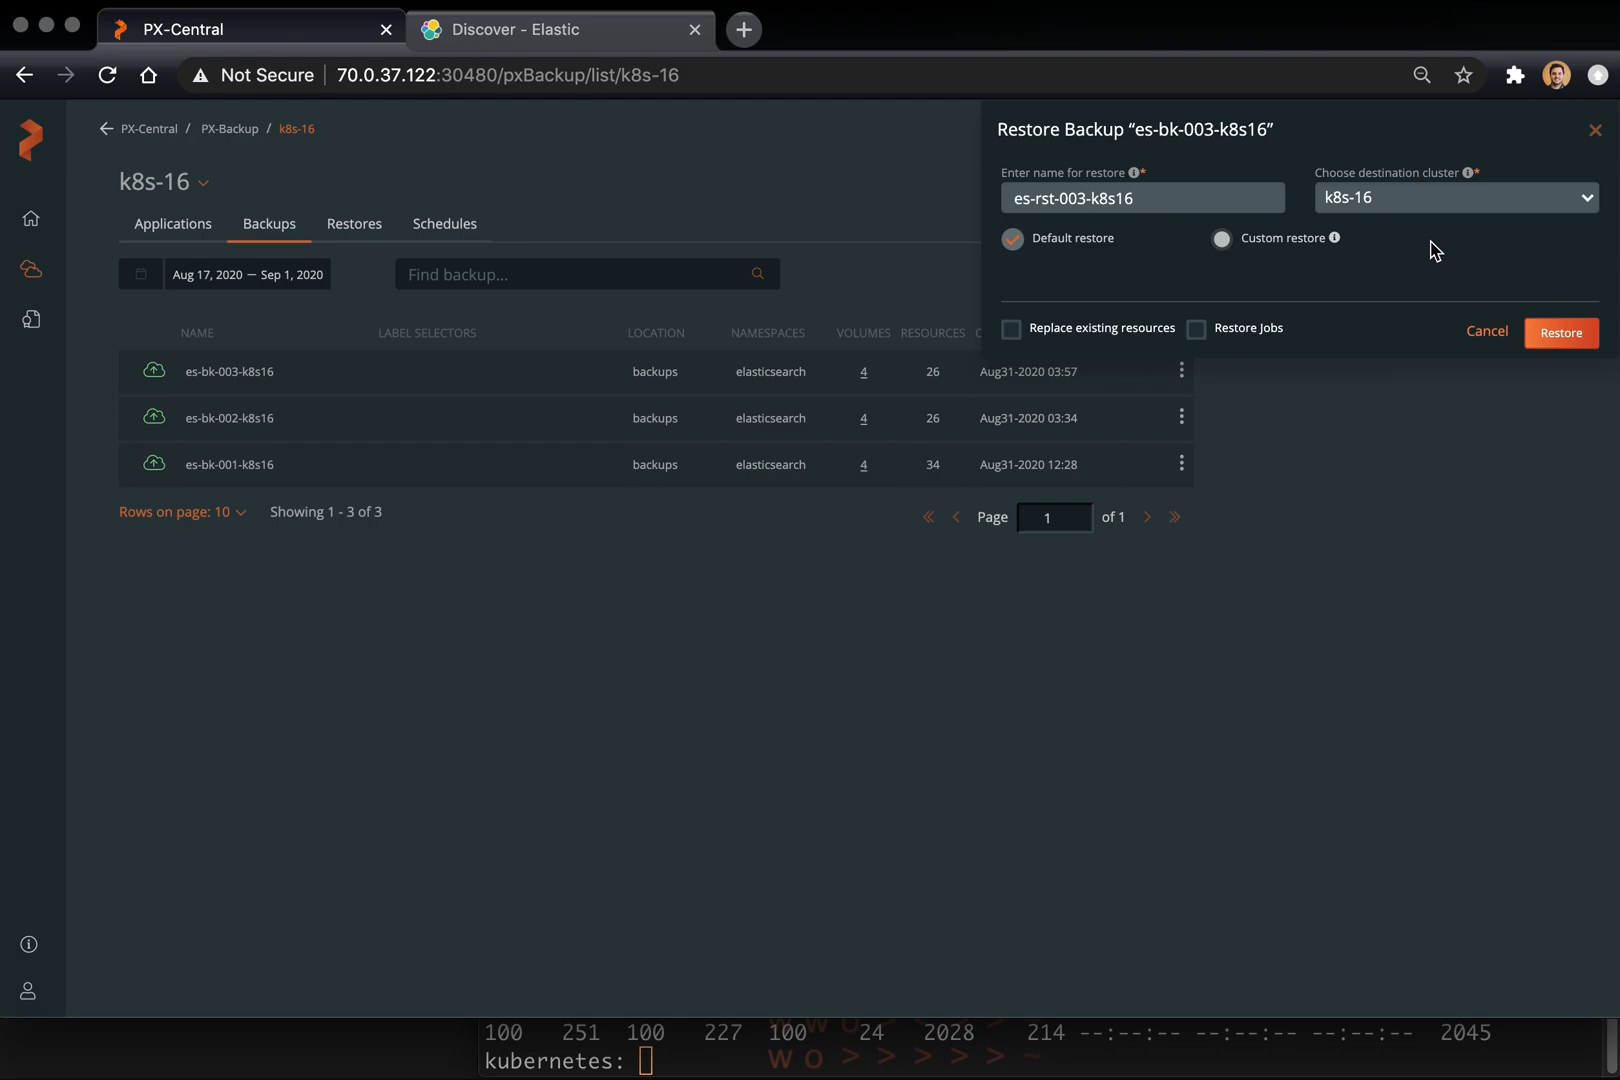 PX-Central
Discover - Elastic
Not Secure 70.0.37.122:30480/pxBackup/list/k8s-16
PX-Central / PX-Backup / k8s-16
k8s-16
Applications Backups Restores Schedules
Aug 17, 2020 — Sep 1, 2020 Find backup...
NAME LABEL SELECTORS LOCATION NAMESPACES VOLUMES RESOURCES C
es-bk-003-k8s16 backups elasticsearch 4 26 Aug31-2020 03:57
es-bk-002-k8s16 backups elasticsearch 4 26 Aug31-2020 03:34
es-bk-001-k8s16 backups elasticsearch 4 34 Aug31-2020 12:28
Rows on page: 10 Showing 1 - 3 of 3 Page 1 of 1
Restore Backup “es-bk-003-k8s16”
Enter name for restore * Choose destination cluster *
es-rst-003-k8s16 k8s-16
Default restore Custom restore
Replace existing resources Restore Jobs Cancel Restore
100 251 100 227 100 24 2028 214 --:--:-- --:--:-- --:--:-- 2045
kubernetes: W O > > > > > ~